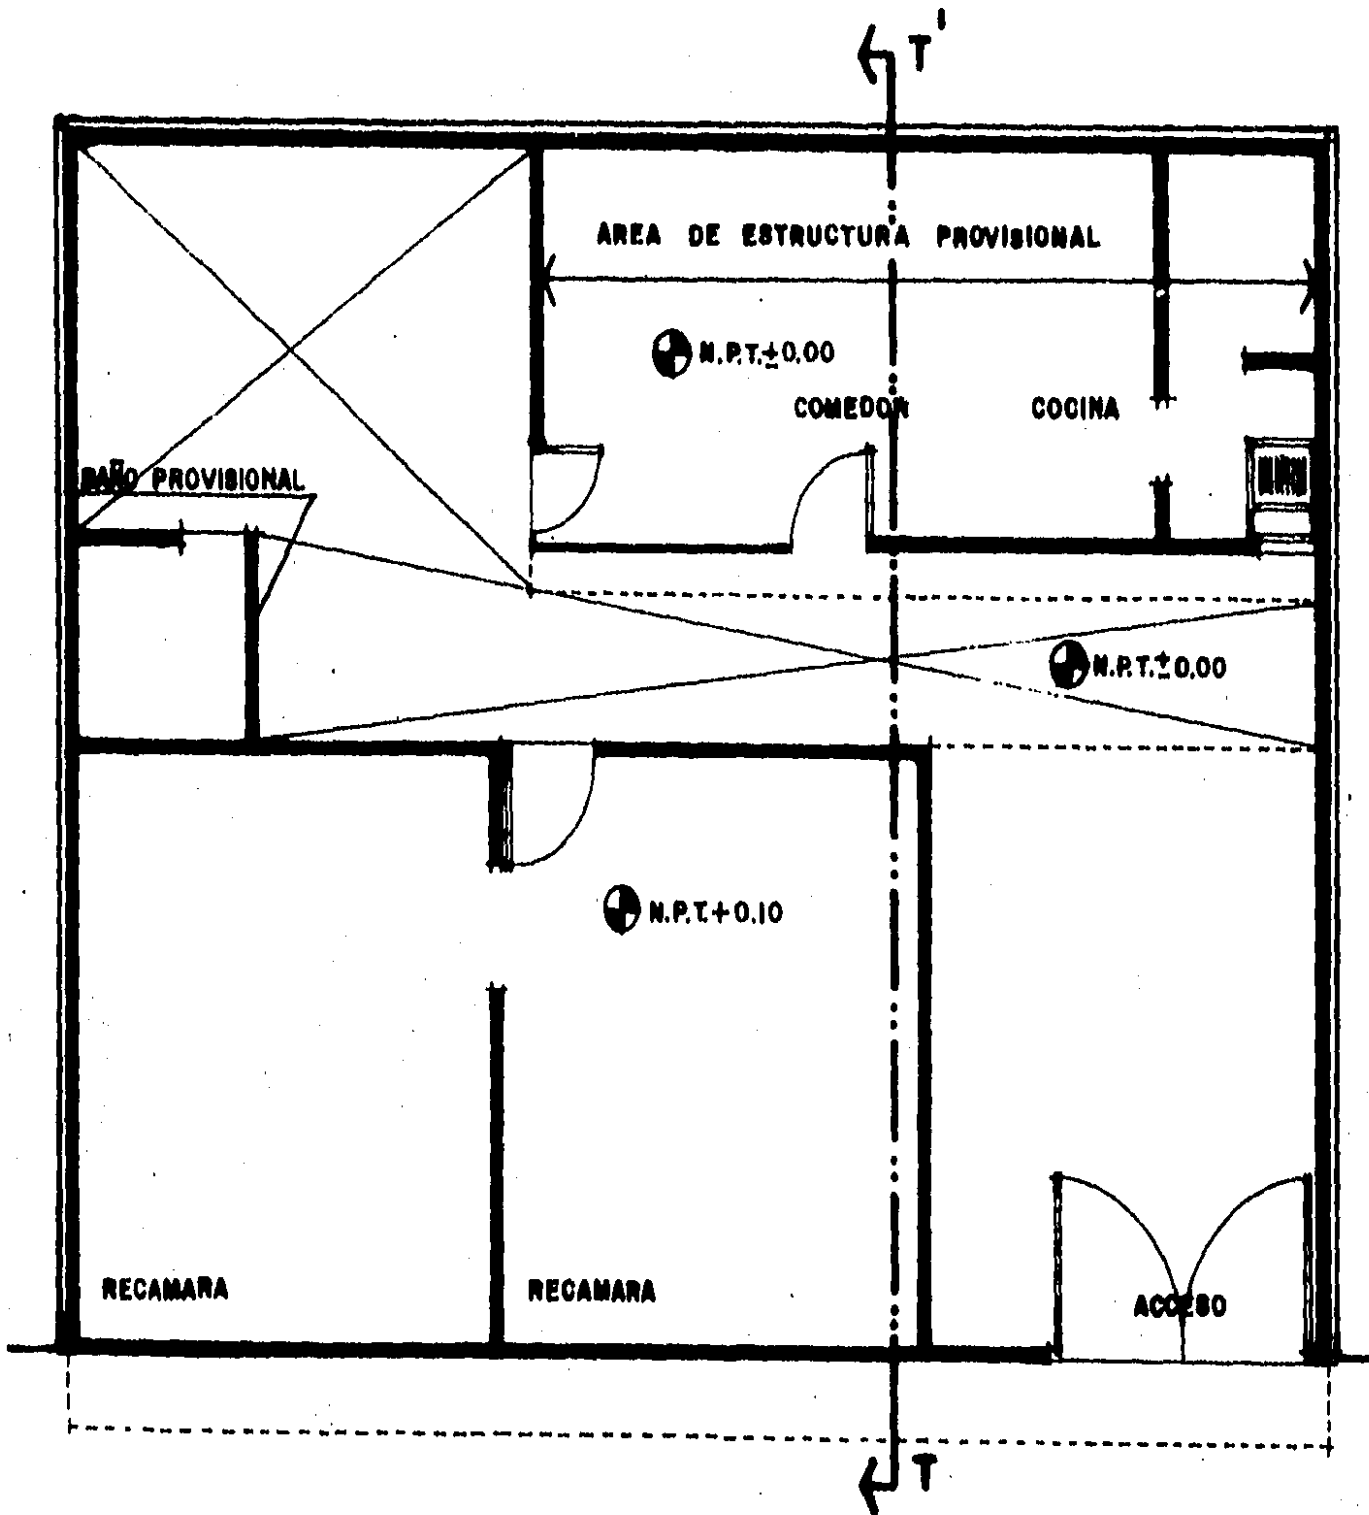 T'
AREA DE ESTRUCTURA PROVISIONAL
N.P.T.±0.00
COMEDOR COCINA
BAÑO PROVISIONAL
N.P.T.±0.00
N.P.T.+0.10
RECAMARA RECAMARA ACCESO
T